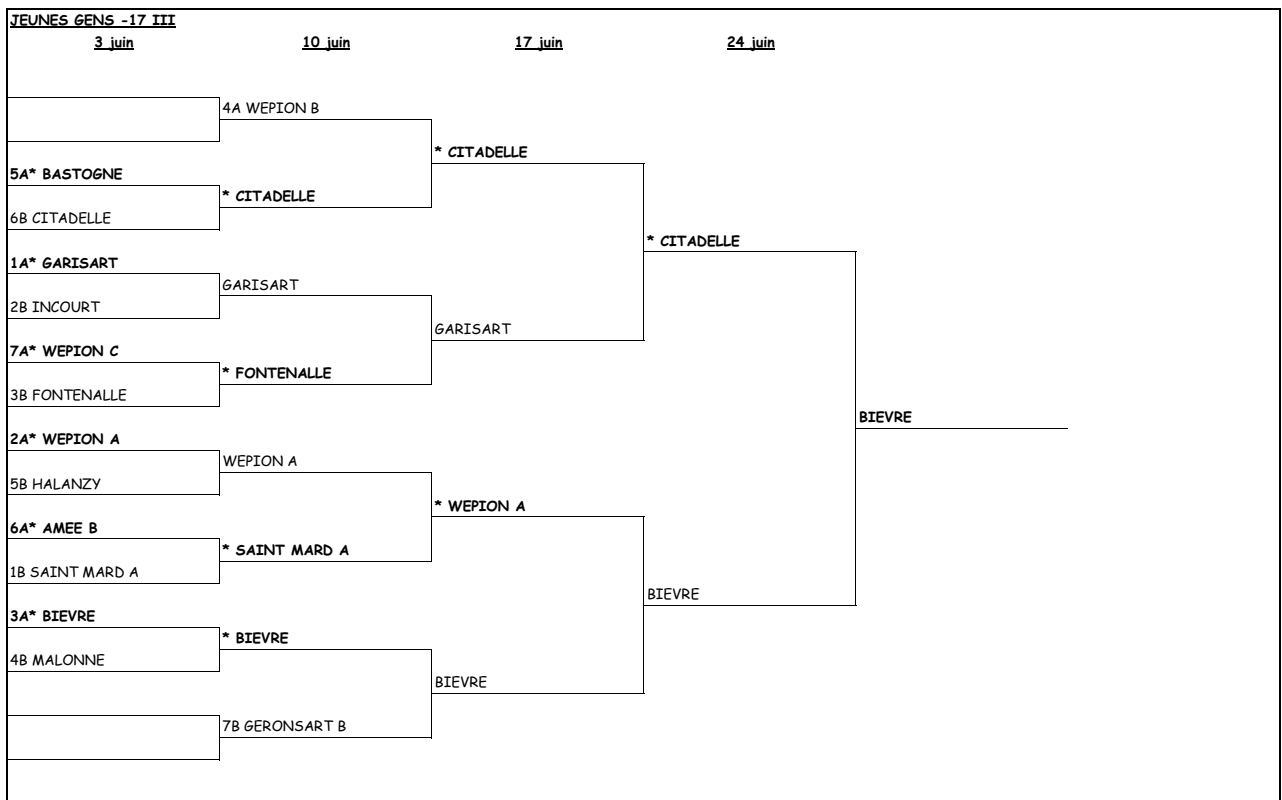 JEUNES GENS -17 III
3 juin 10 juin 17 juin 24 juin
4A WEPION B
* CITADELLE
5A* BASTOGNE
* CITADELLE
6B CITADELLE
* CITADELLE
1A* GARISART
GARISART
2B INCOURT
GARISART
7A* WEPION C
* FONTENALLE
3B FONTENALLE
BIEVRE
2A* WEPION A
WEPION A
5B HALANZY
* WEPION A
6A* AMEE B
* SAINT MARD A
1B SAINT MARD A
BIEVRE
3A* BIEVRE
* BIEVRE
4B MALONNE
BIEVRE
7B GERONSART B